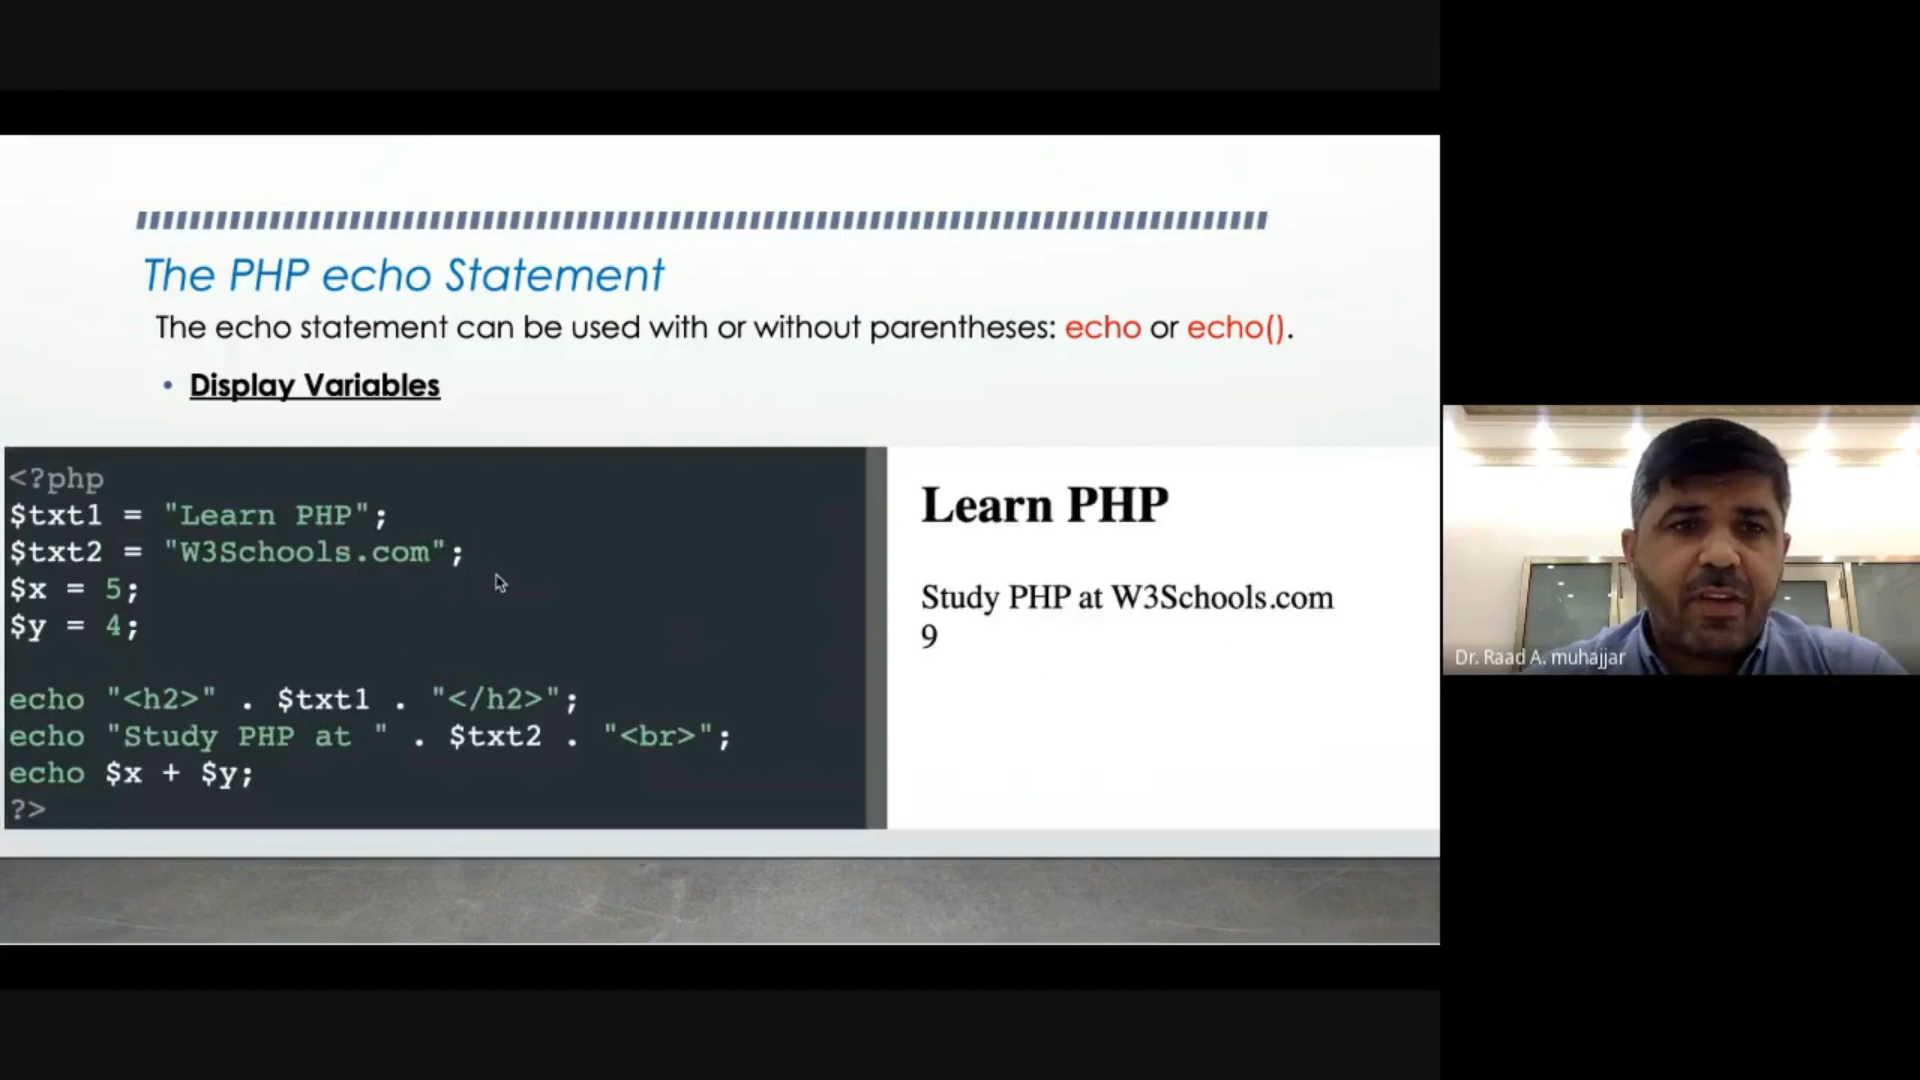 The PHP echo Statement
The echo statement can be used with or without parentheses: echo or echo().
• Display Variables
<?php
$txt1 = "Learn PHP";
$txt2 = "W3Schools.com";
$x = 5;
$y = 4;
echo "<h2>" . $txt1 . "</h2>";
echo "Study PHP at " . $txt2 . "<br>";
echo $x + $y;
?>
Learn PHP
Study PHP at W3Schools.com
9
Dr. Raad A. muhajjar